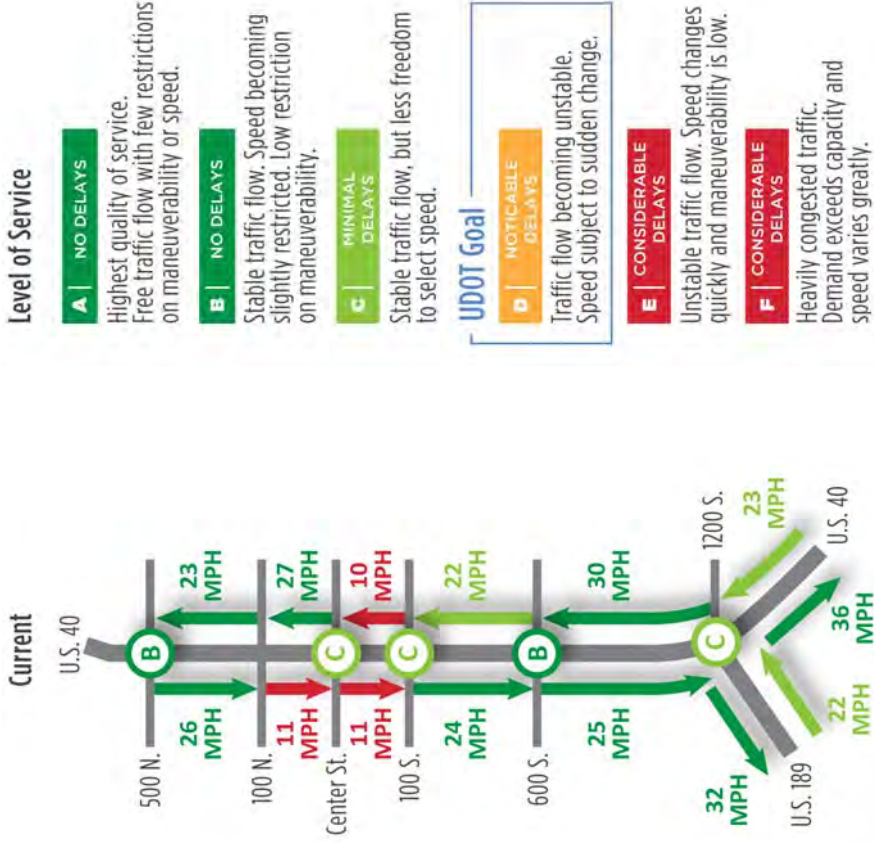 Current
U.S. 40
500 N.
B
26
MPH
23
MPH
100 N.
11
MPH
27
MPH
Center St.
C
11
MPH
10
MPH
100 S.
C
24
MPH
22
MPH
600 S.
B
25
MPH
30
MPH
1200 S.
C
32
MPH
23
MPH
U.S. 189
22
MPH
36
MPH
U.S. 40
Level of Service
A | NO DELAYS
Highest quality of service.
Free traffic flow with few restrictions
on maneuverability or speed.
B | NO DELAYS
Stable traffic flow. Speed becoming
slightly restricted. Low restriction
on maneuverability.
C | MINIMAL
DELAYS
Stable traffic flow, but less freedom
to select speed.
UDOT Goal
D | NOTICABLE
DELAYS
Traffic flow becoming unstable.
Speed subject to sudden change.
E | CONSIDERABLE
DELAYS
Unstable traffic flow. Speed changes
quickly and maneuverability is low.
F | CONSIDERABLE
DELAYS
Heavily congested traffic.
Demand exceeds capacity and
speed varies greatly.